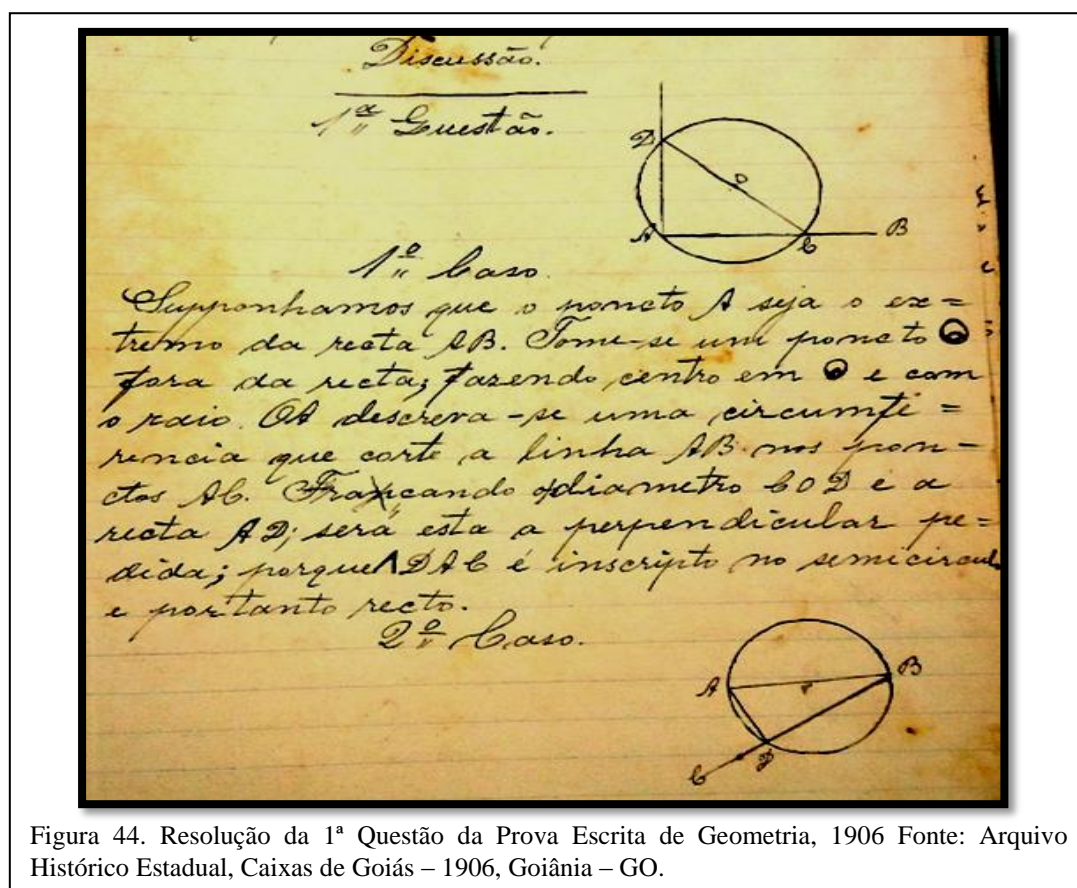 Discussão.
1ª Questão.
D
O
A
C
B
1º Caso
Supponhamos que o poncto A seja o ex=
tremo da recta AB. Tome-se um poncto O
fora da recta; fazendo centro em O e com
o raio OA descreva-se uma circumfe=
rencia que corte a linha AB nos pon-
ctos AC. Traçando o diametro COD e a
recta AD; será esta a perpendicular pe=
dida; porque ∧ DAC é inscripto no semicircul
e portanto recto.
2º Caso.
A
B
C
D
Figura 44. Resolução da 1ª Questão da Prova Escrita de Geometria, 1906 Fonte: Arquivo
Histórico Estadual, Caixas de Goiás – 1906, Goiânia – GO.